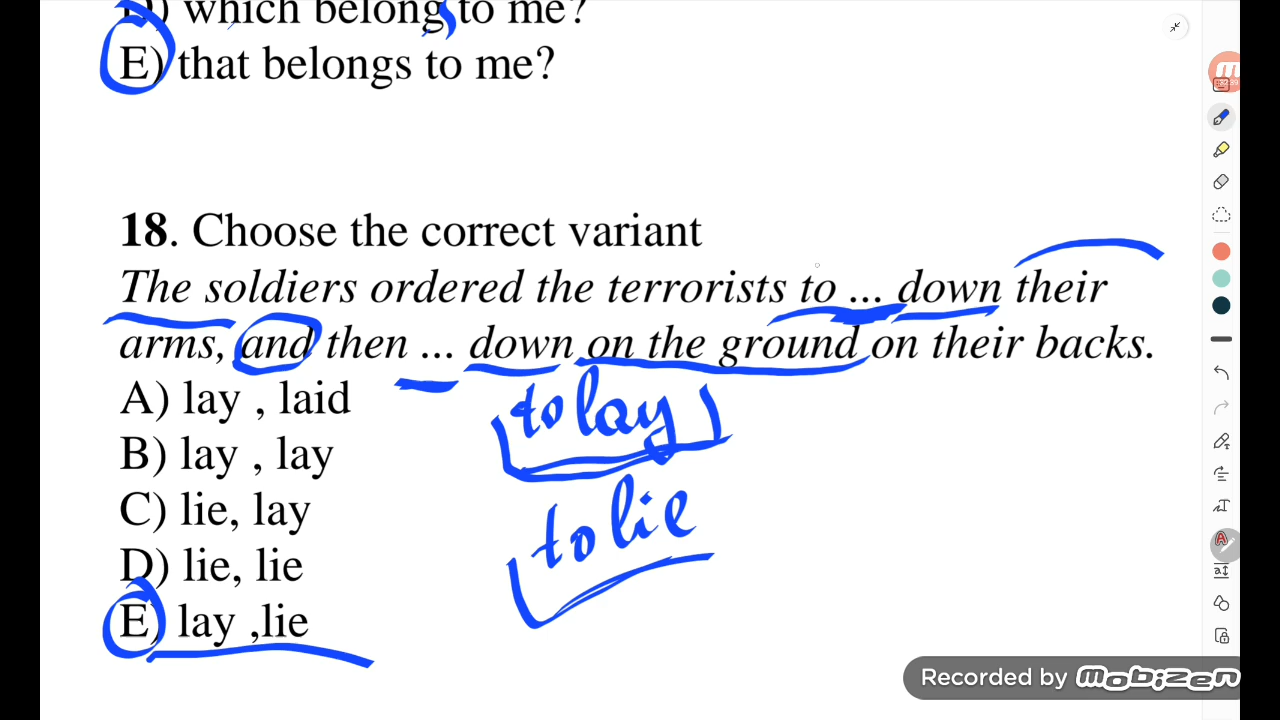 D) which belongs to me?
E) that belongs to me?
18. Choose the correct variant
The soldiers ordered the terrorists to ... down their
arms, and then ... down on the ground on their backs.
A) lay , laid
B) lay , lay
C) lie, lay
D) lie, lie
E) lay ,lie
to lay
to lie
Recorded by mobizen